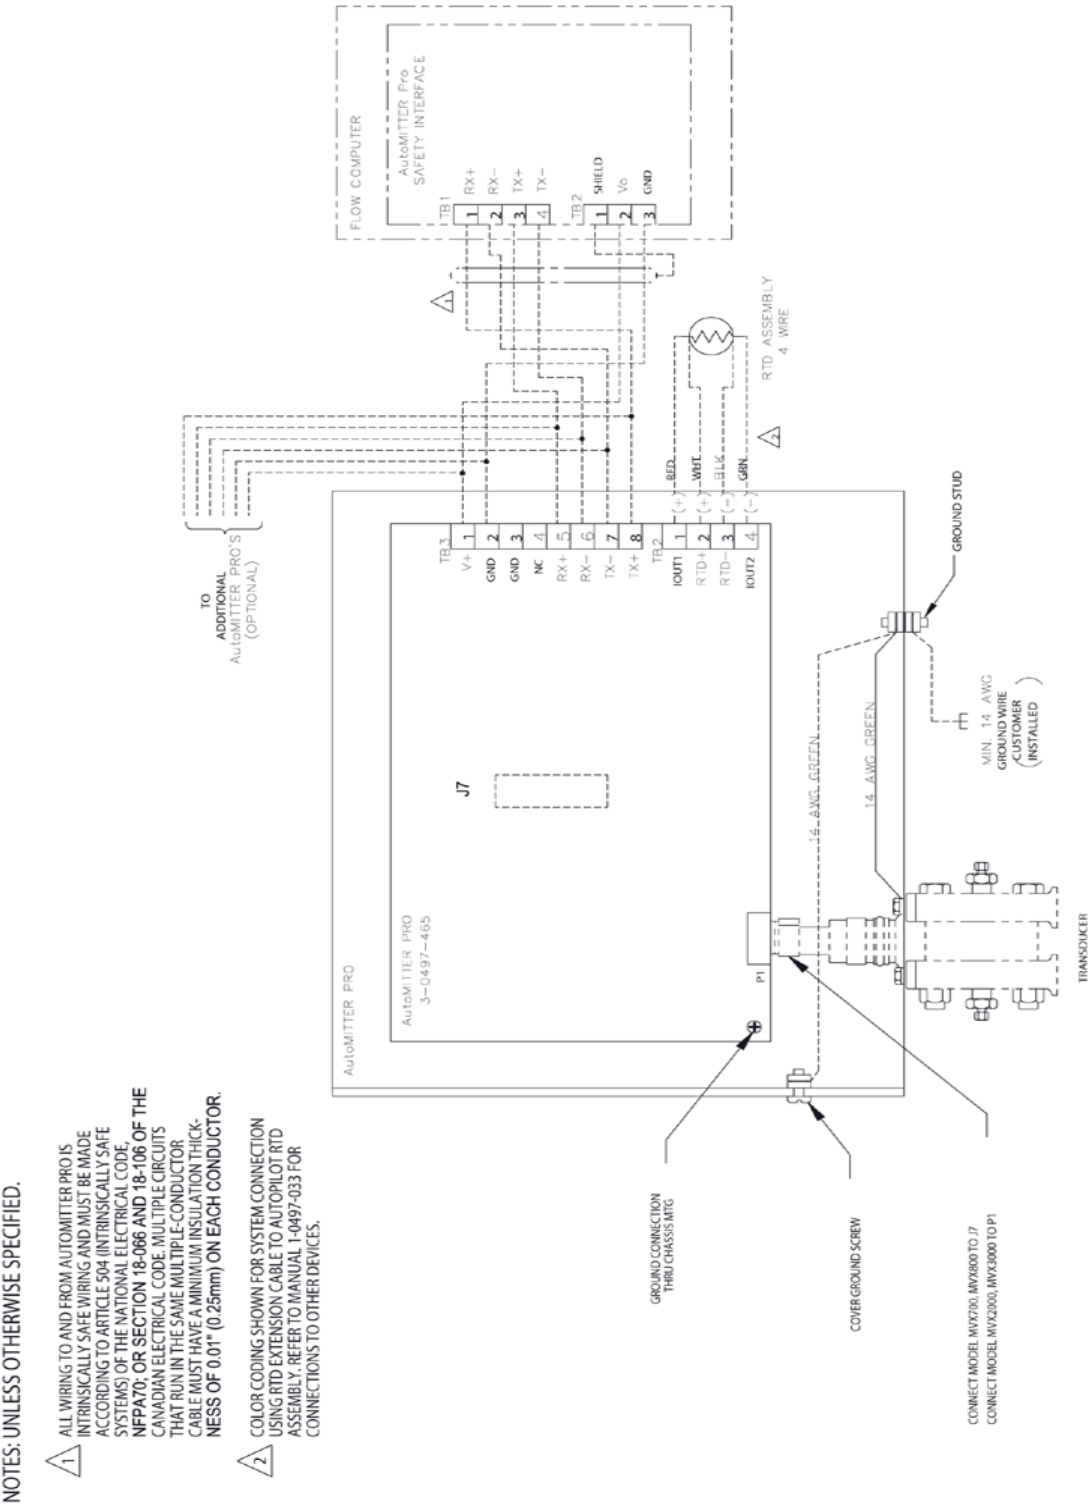 NOTES: UNLESS OTHERWISE SPECIFIED.
1
ALL WIRING TO AND FROM AUTOMITTER PRO IS
INTRINSICALLY SAFE WIRING AND MUST BE MADE
ACCORDING TO ARTICLE 504 (INTRINSICALLY SAFE
SYSTEMS) OF THE NATIONAL ELECTRICAL CODE,
NFPA70; OR SECTION 18-066 AND 18-106 OF THE
CANADIAN ELECTRICAL CODE. MULTIPLE CIRCUITS
THAT RUN IN THE SAME MULTIPLE-CONDUCTOR
CABLE MUST HAVE A MINIMUM INSULATION THICK-
NESS OF 0.01" (0.25mm) ON EACH CONDUCTOR.
2
COLOR CODING SHOWN FOR SYSTEM CONNECTION
USING RTD EXTENSION CABLE TO AUTOPILOT RTD
ASSEMBLY. REFER TO MANUAL 1-0497-033 FOR
CONNECTIONS TO OTHER DEVICES.
TO
ADDITIONAL
AutoMITTER PRO'S
(OPTIONAL)
FLOW COMPUTER
AutoMITTER Pro
SAFETY INTERFACE
TB1
1 RX+
2 RX-
3 TX+
4 TX-
TB2
1 SHIELD
2 Vo
3 GND
1
RTD ASSEMBLY
4 WIRE
2
RED
WHT
BLK
GRN
(+)
(+)
(-)
(-)
AutoMITTER PRO
AutoMITTER PRO
3-0497-465
J7
TB3
V+ 1
GND 2
GND 3
NC 4
RX+ 5
RX- 6
TX- 7
TX+ 8
TB2
IOUT1 1
RTD+ 2
RTD- 3
IOUT2 4
P1
14 AWG GREEN
14 AWG GREEN
GROUND STUD
MIN. 14 AWG
GROUND WIRE
(CUSTOMER
INSTALLED)
GROUND CONNECTION
THRU CHASSIS MTG
COVER GROUND SCREW
CONNECT MODEL MVX700, MVX800 TO J7
CONNECT MODEL MVX2000, MVX3000 TO P1
TRANSDUCER